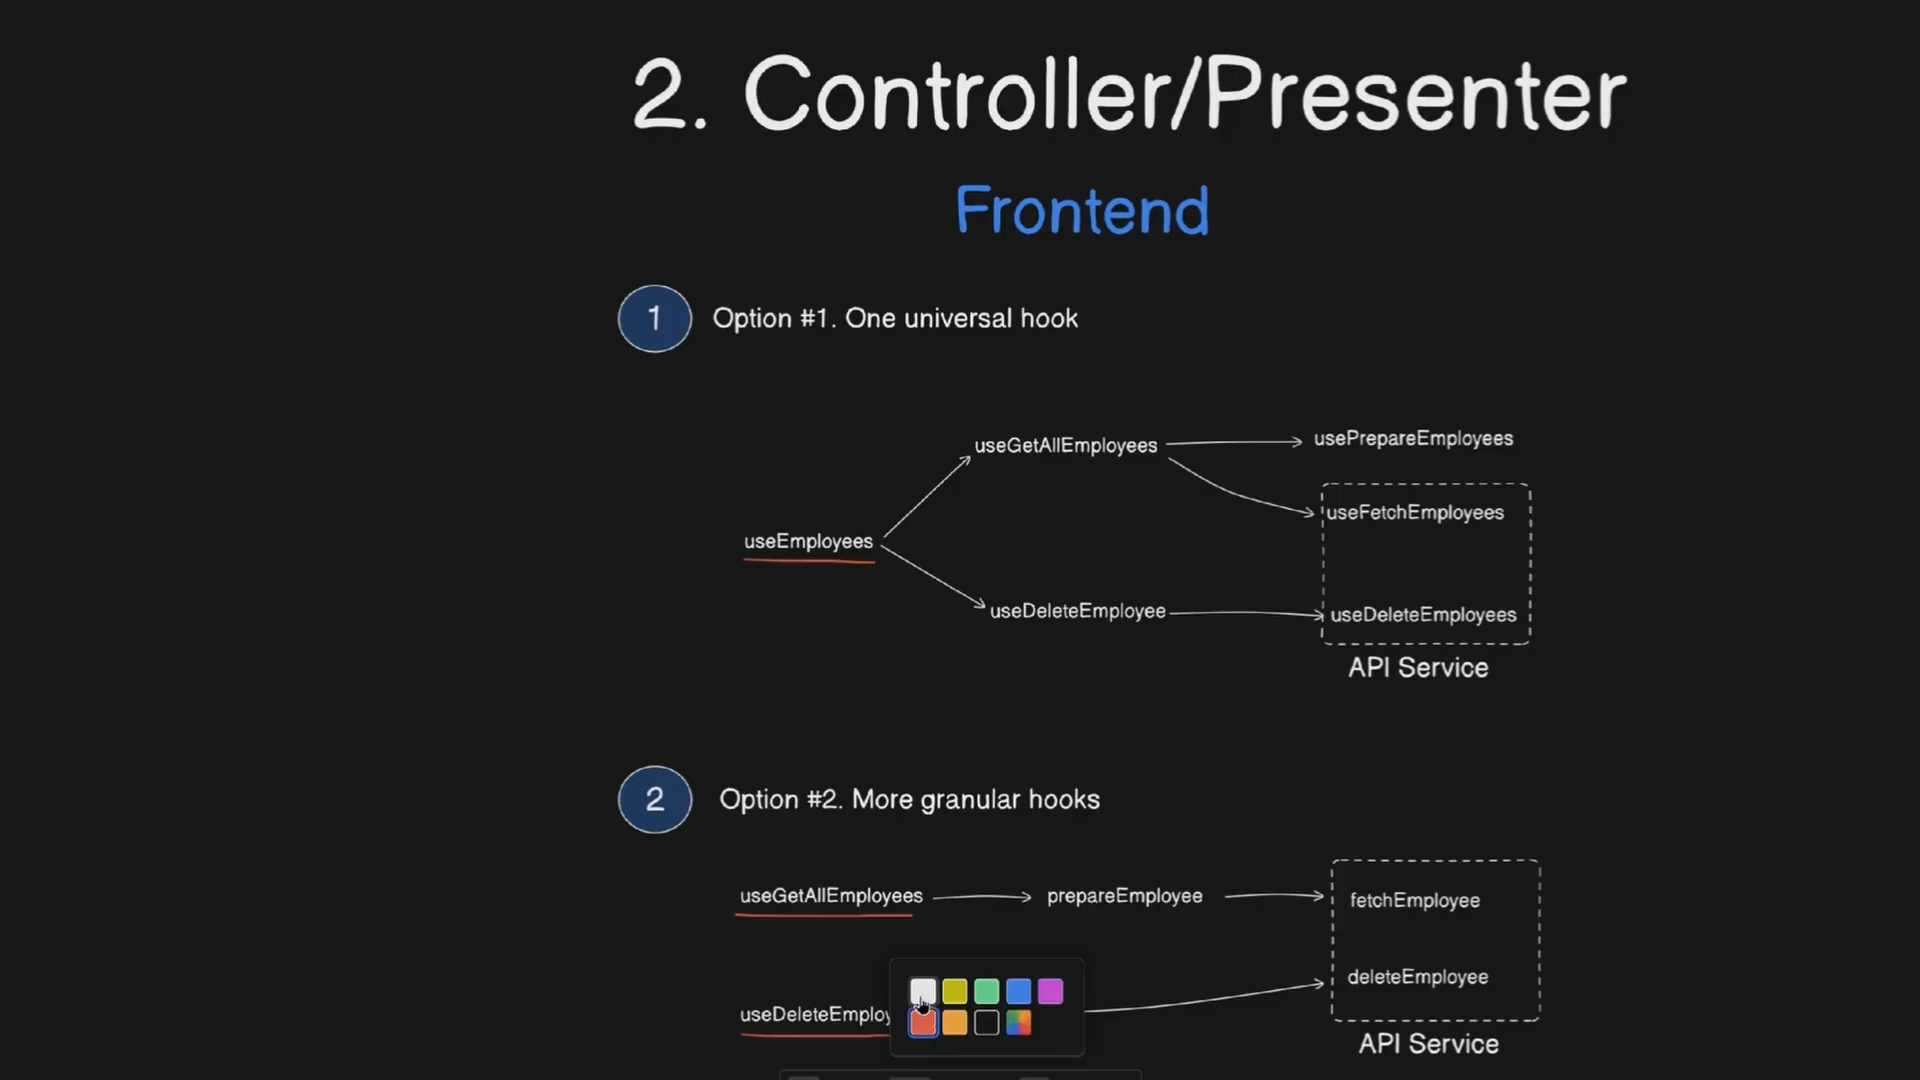 2. Controller/Presenter
Frontend
1
Option #1. One universal hook
useGetAllEmployees
usePrepareEmployees
useFetchEmployees
useEmployees
useDeleteEmployee
useDeleteEmployees
API Service
2
Option #2. More granular hooks
useGetAllEmployees
prepareEmployee
fetchEmployee
deleteEmployee
useDeleteEmploy
API Service